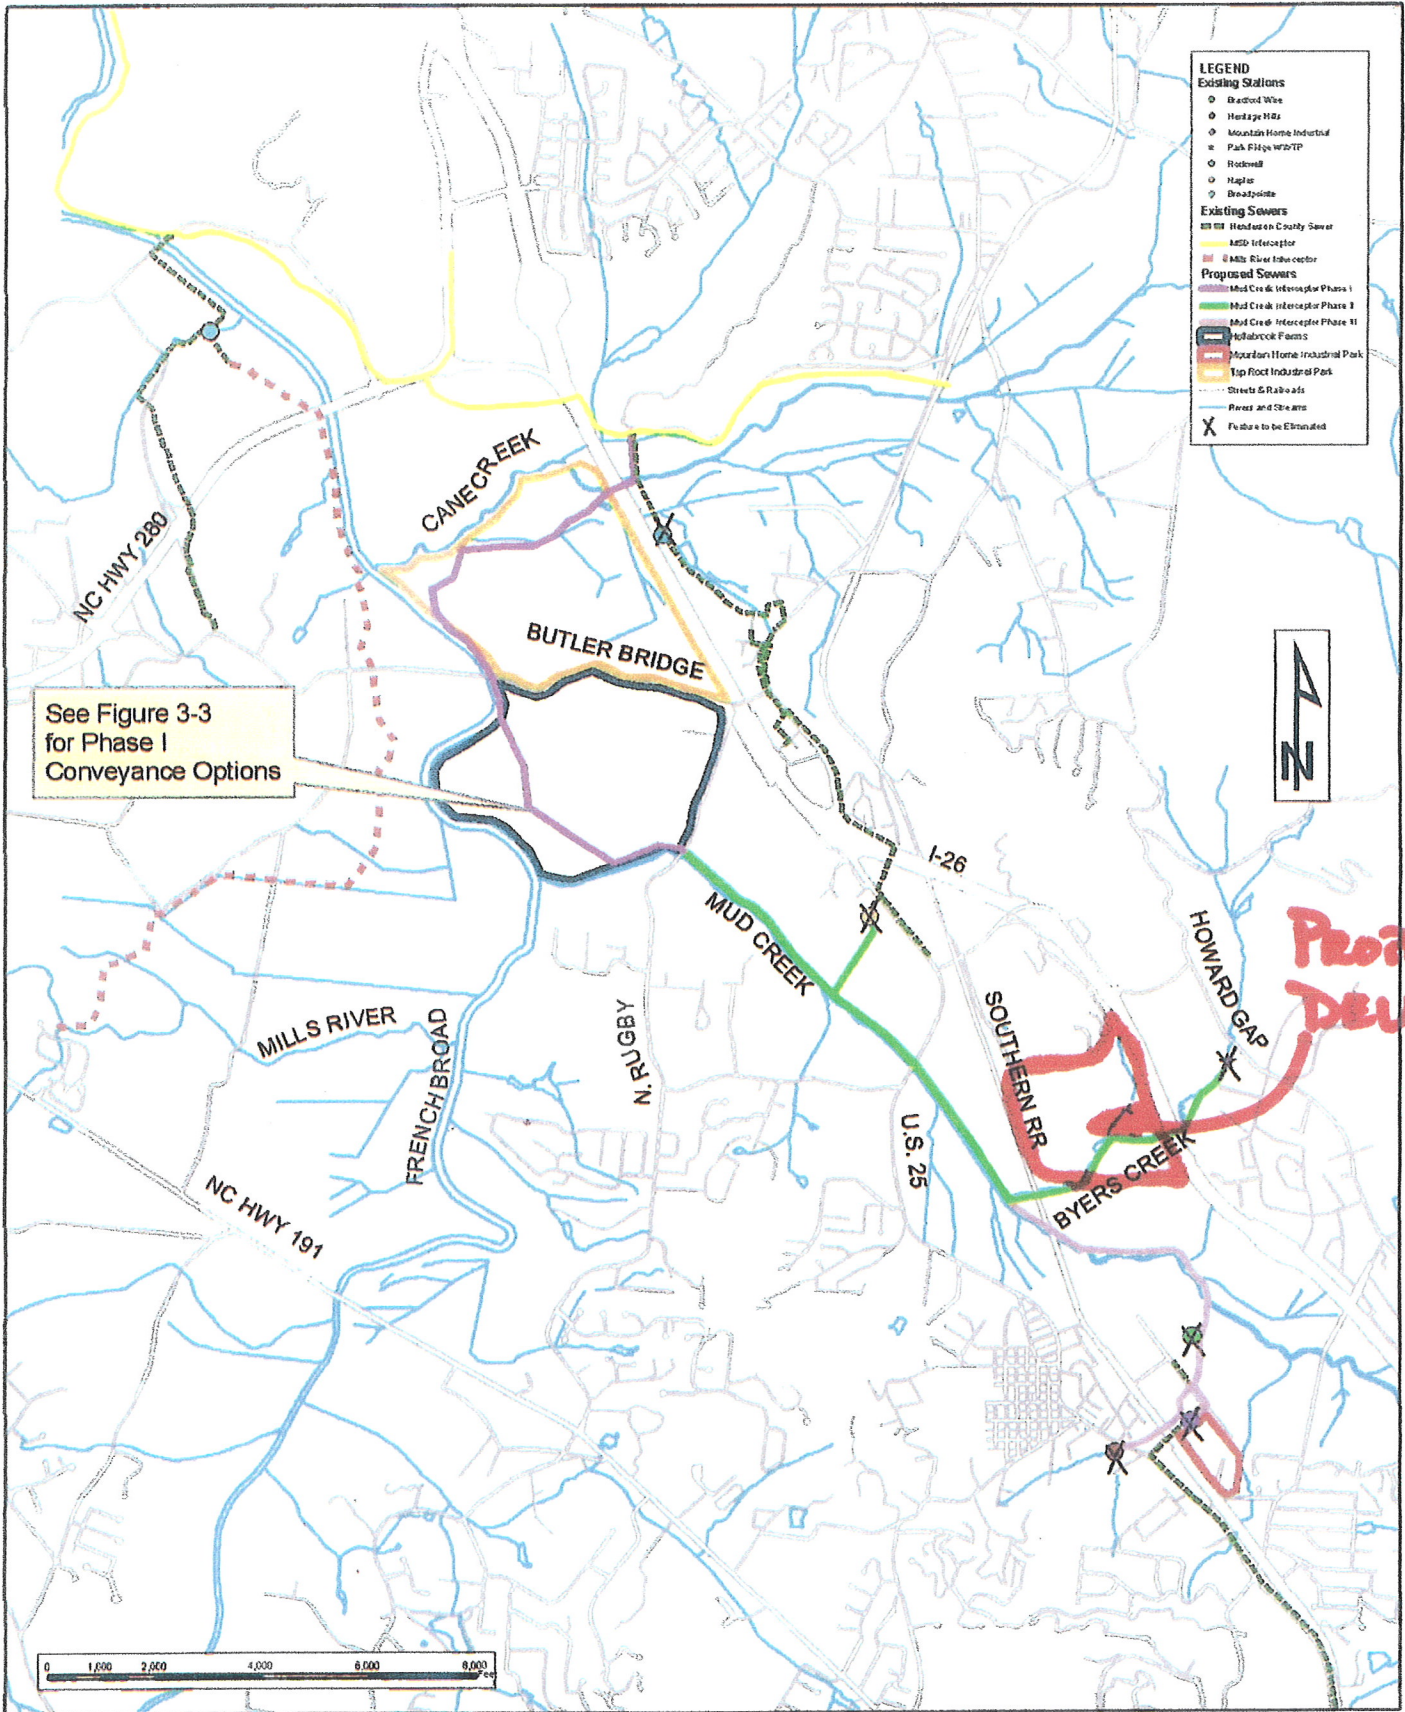 LEGEND
Existing Stations
Bradford Wire
Heritage Hills
Mountain Home Industrial
Park Ridge WWTP
Rockwell
Naples
Broadpointe
Existing Sewers
Henderson County Sewer
MSD Interceptor
Mills River Interceptor
Proposed Sewers
Mud Creek Interceptor Phase I
Mud Creek Interceptor Phase II
Mud Creek Interceptor Phase III
Hollabrook Farms
Mountain Home Industrial Park
Top Root Industrial Park
Streets & Railroads
Rivers and Streams
Feature to be Eliminated
CANECREEK
NC HWY 280
BUTLER BRIDGE
See Figure 3-3
for Phase I
Conveyance Options
N
I-26
MUD CREEK
HOWARD GAP
SOUTHERN RR
MILLS RIVER
FRENCH BROAD
N. RUGBY
U.S. 25
BYERS CREEK
NC HWY 191
0 1,000 2,000 4,000 6,000 8,000
Feet